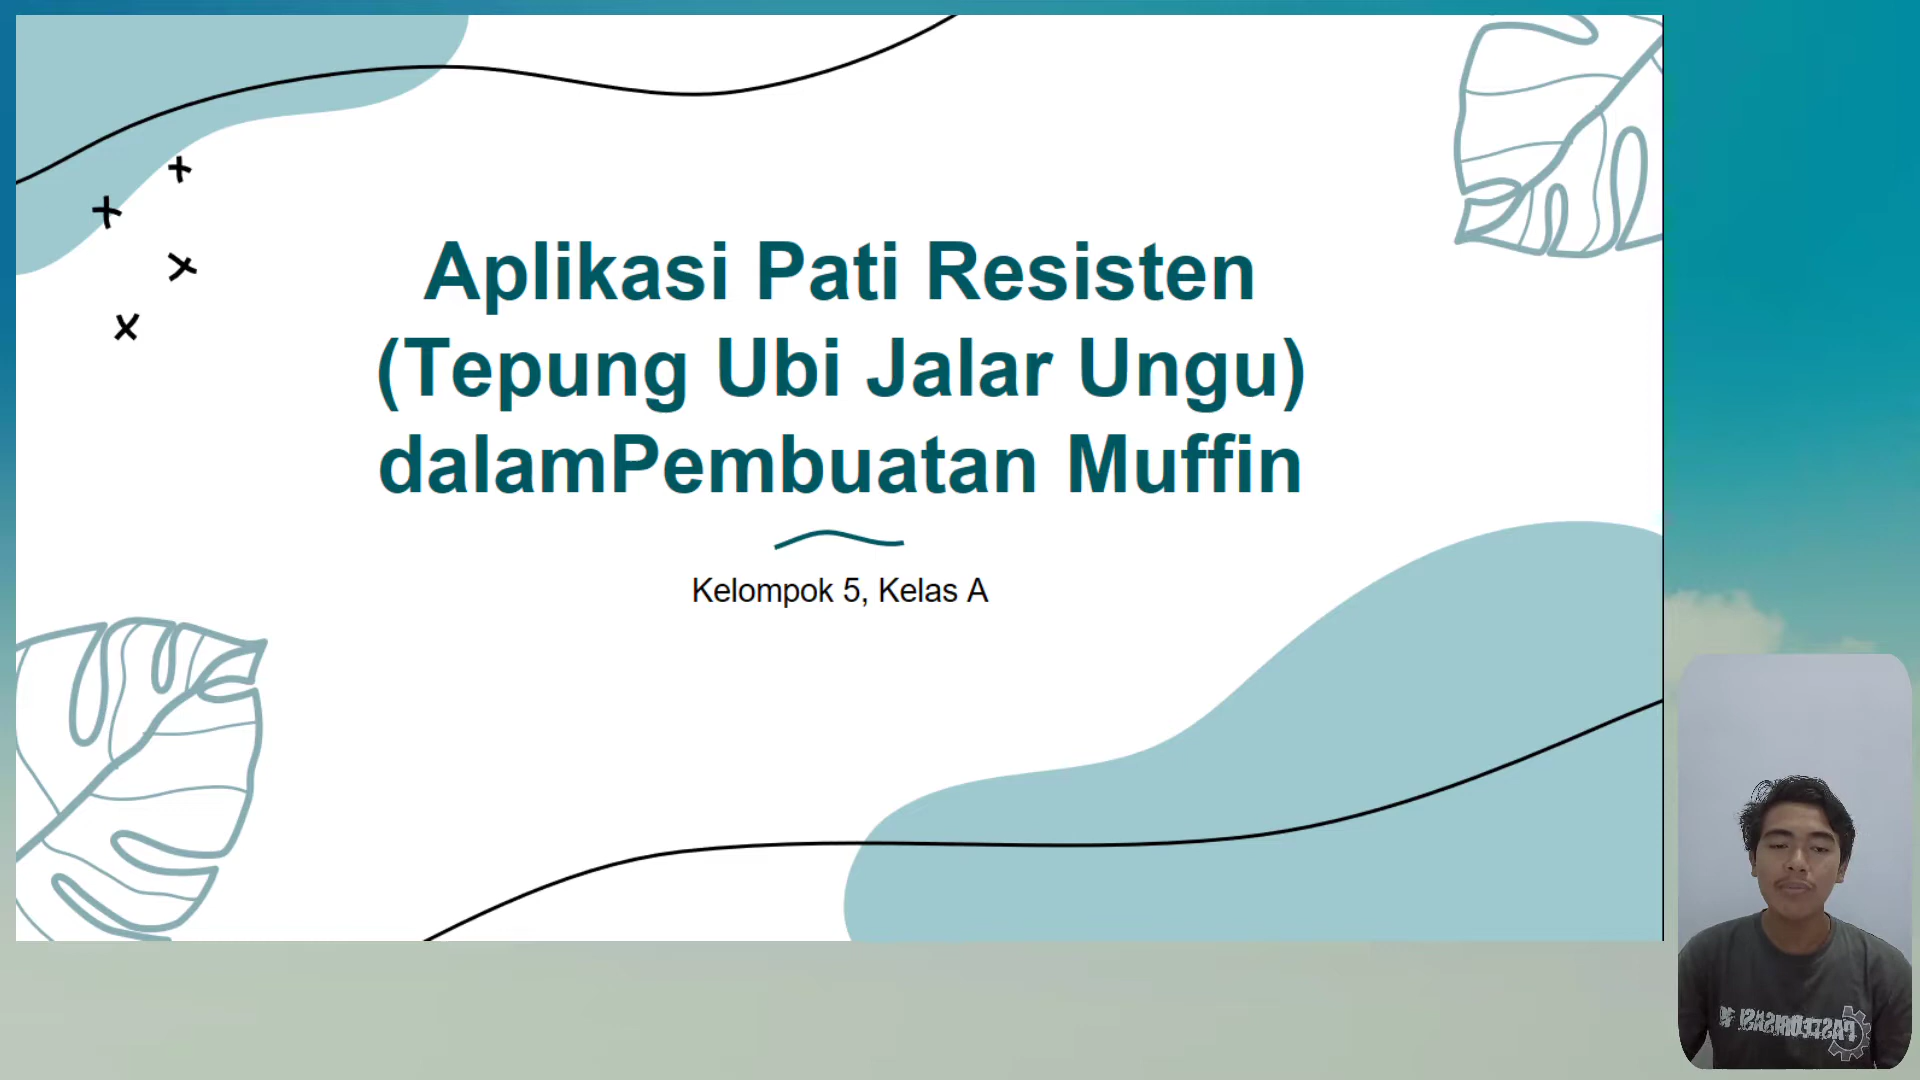 Aplikasi Pati Resisten
(Tepung Ubi Jalar Ungu)
dalamPembuatan Muffin
Kelompok 5, Kelas A